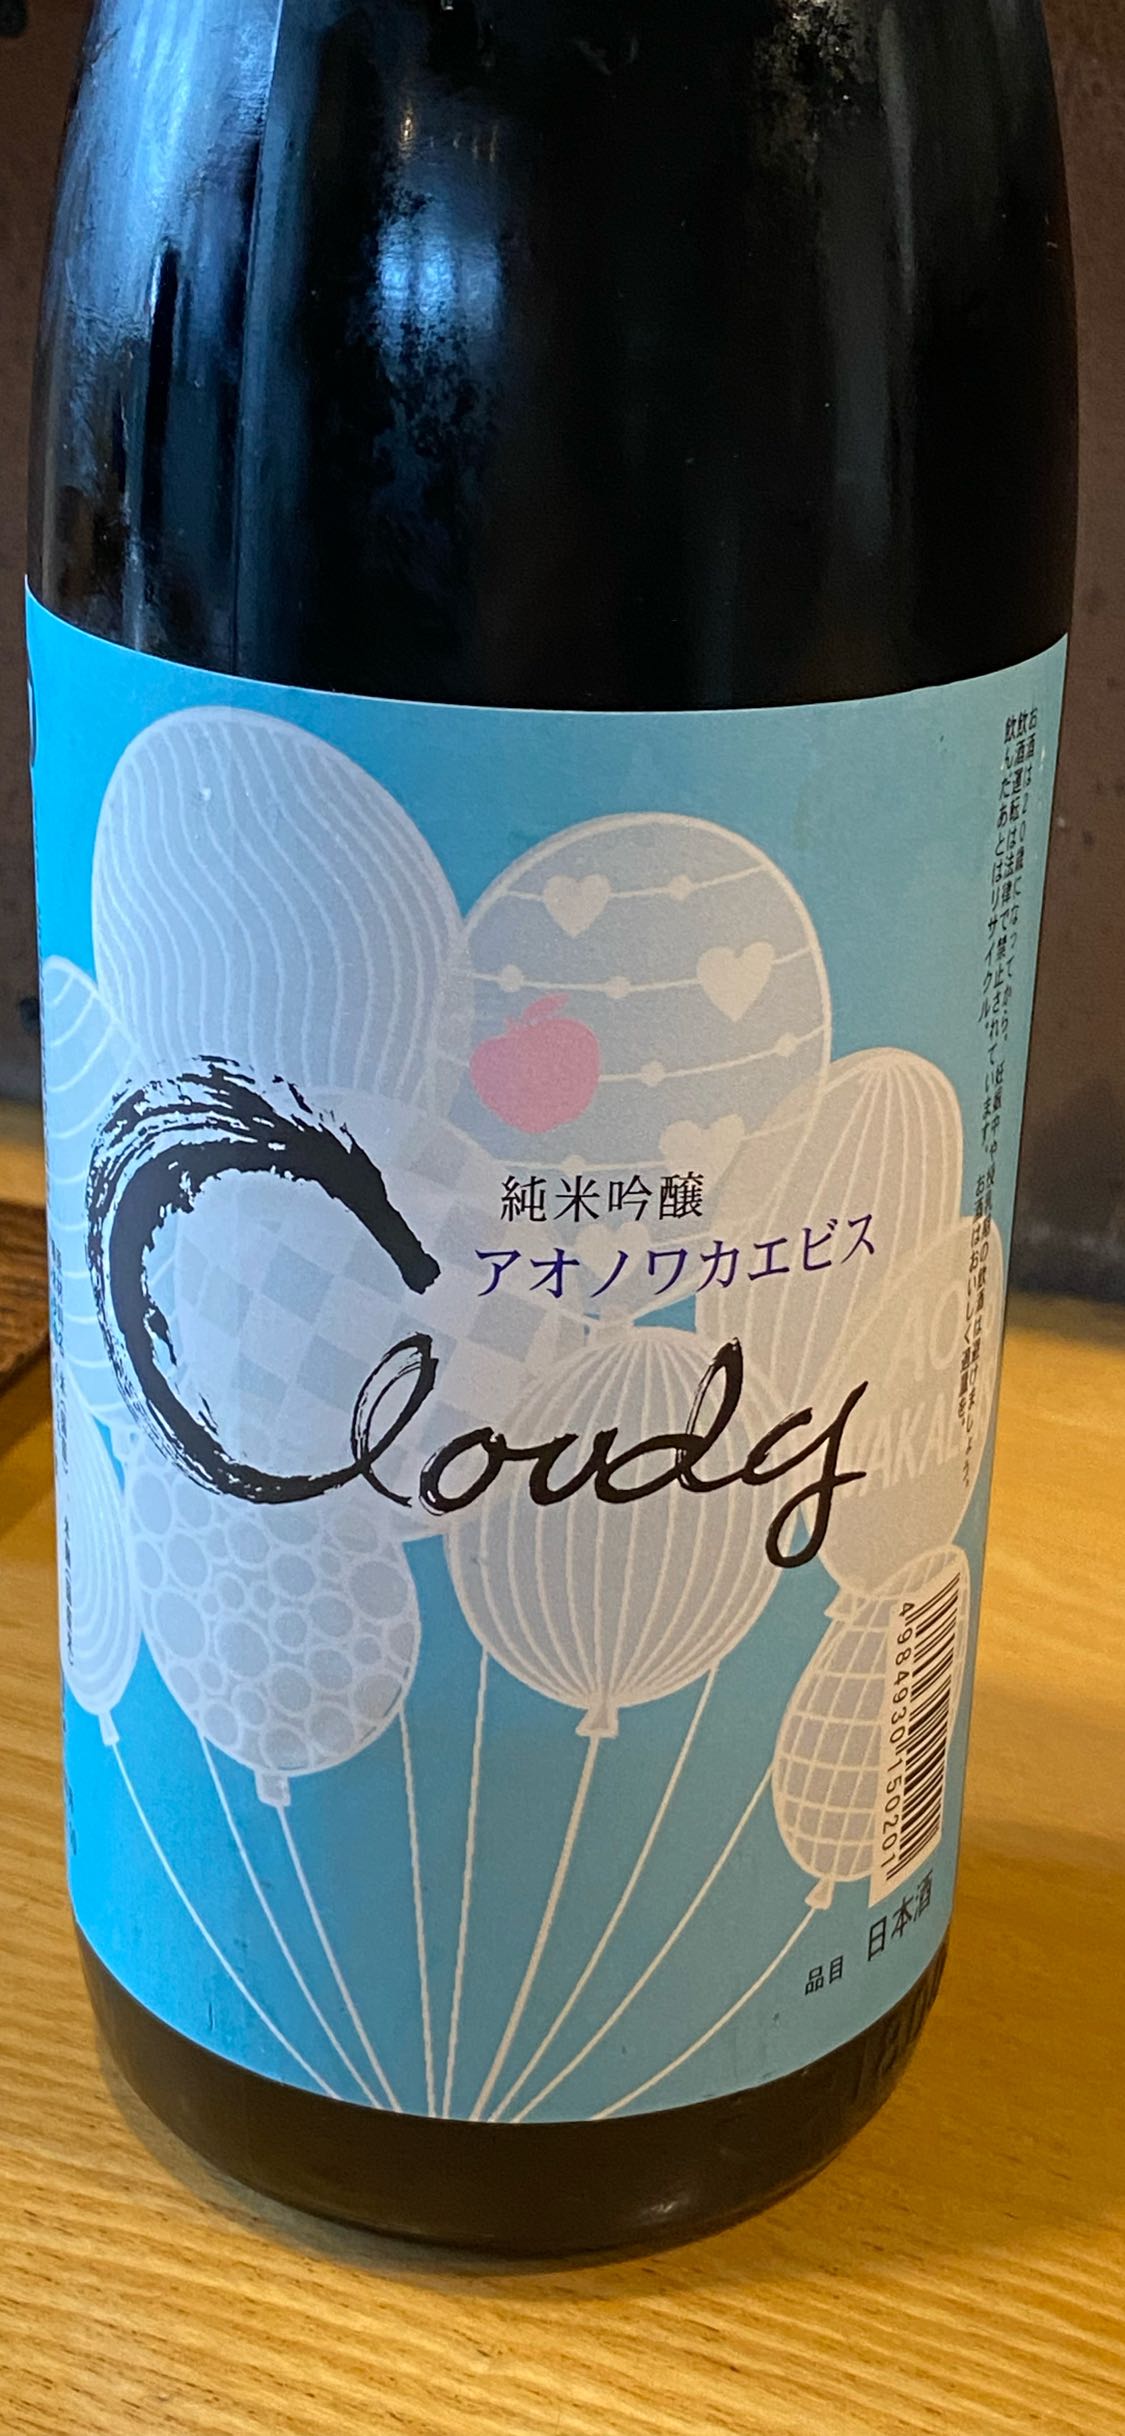 純米吟醸
アオノワカエビス
Cloudy
お酒は20歳になってから。妊娠中や授乳期の飲酒は避けましょう。
飲酒運転は法律で禁止されています。お酒はおいしく適量を。
飲んだあとはリサイクル。
4984930150201
品目 日本酒